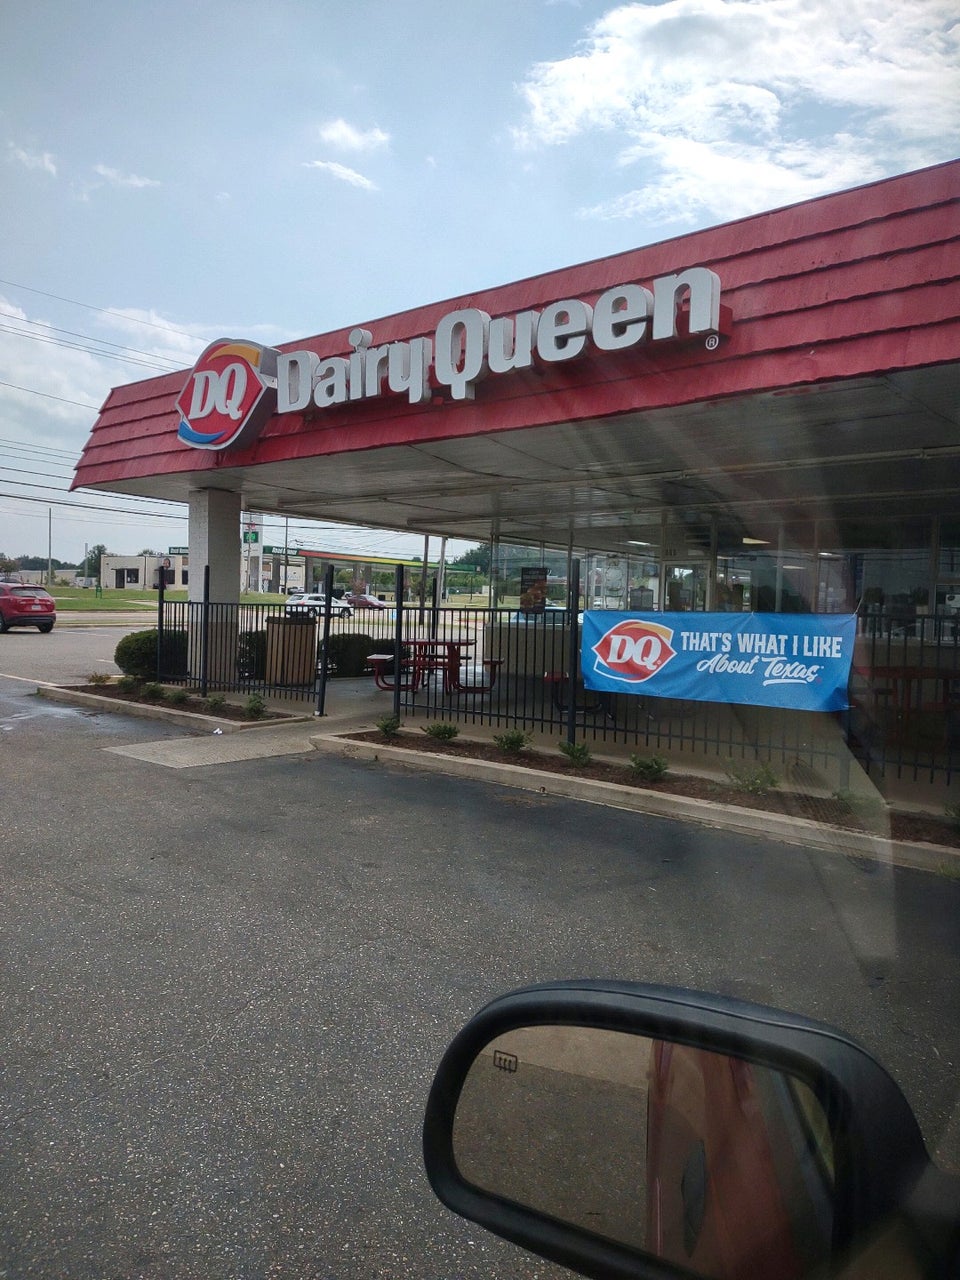 DQ Dairy Queen®
DQ
THAT'S WHAT I LIKE
About Texas